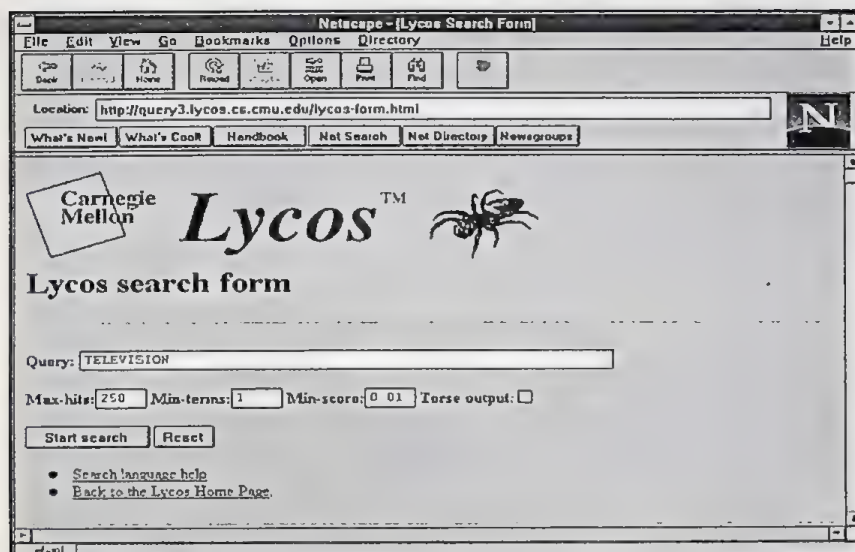 Netscape - [Lycos Search Form]
File Edit View Go Bookmarks Options Directory Help
Back Home Reload Open Print Find
Location: http://query3.lycos.cs.cmu.edu/lycos-form.html
What's New! What's Cool! Handbook Net Search Net Directory Newsgroups
N
Carnegie
Mellon
Lycos™
Lycos search form
Query: TELEVISION
Max-hits: 250 Min-terms: 1 Min-score: 0 01 Terse output:
Start search Reset
Search language help
Back to the Lycos Home Page.